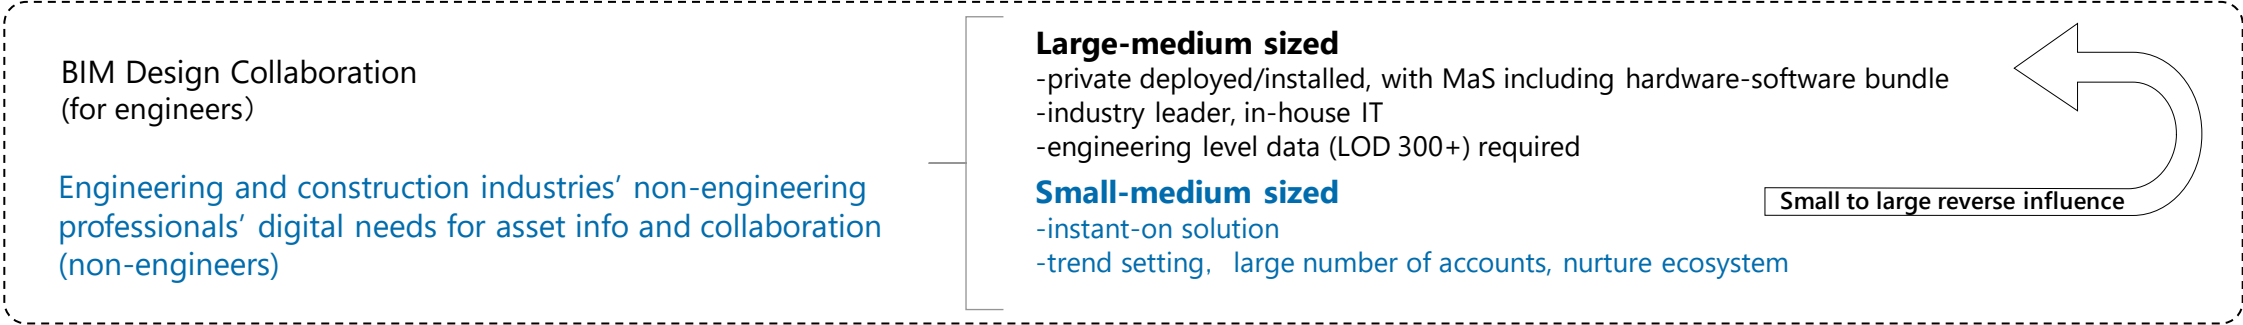 BIM Design Collaboration
(for engineers）
Engineering and construction industries’ non-engineering
professionals’ digital needs for asset info and collaboration
(non-engineers)
Large-medium sized
-private deployed/installed, with MaS including hardware-software bundle
-industry leader, in-house IT
-engineering level data (LOD 300+) required
Small-medium sized
-instant-on solution
-trend setting， large number of accounts, nurture ecosystem
Small to large reverse influence